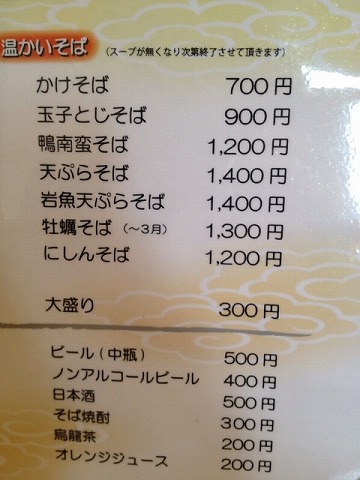 温かいそば (スープが無くなり次第終了させて頂きます)
かけそば 700円
玉子とじそば 900円
鴨南蛮そば 1,200円
天ぷらそば 1,400円
岩魚天ぷらそば 1,400円
牡蠣そば (～3月) 1,300円
にしんそば 1,200円
大盛り 300円
ビール(中瓶) 500円
ノンアルコールビール 400円
日本酒 500円
そば焼酎 300円
烏龍茶 200円
オレンジジュース 200円